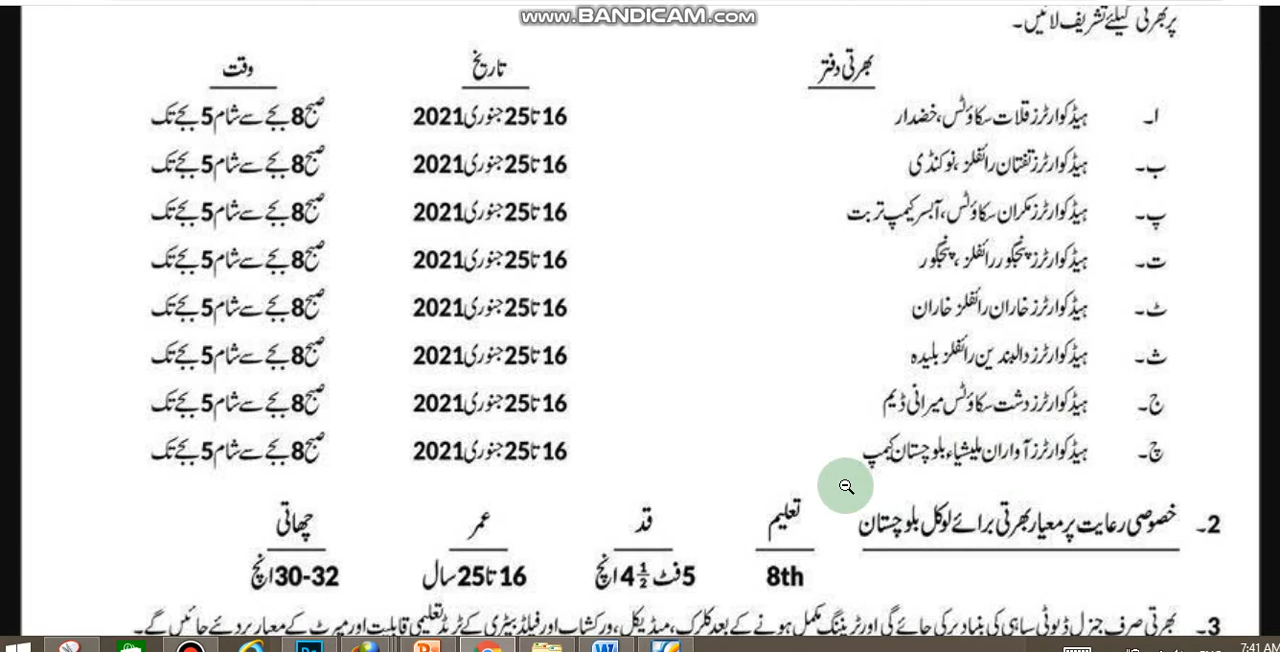 www.BANDICAM.com
پر بھرتی کیلئے تشریف لائیں۔
بھرتی دفتر تاریخ وقت
ا۔ ہیڈکوارٹرز قلات سکاؤٹس، خضدار 16 تا 25 جنوری 2021 صبح 8 بجے سے شام 5 بجے تک
ب۔ ہیڈکوارٹرز تفتان رائفلز، نوکنڈی 16 تا 25 جنوری 2021 صبح 8 بجے سے شام 5 بجے تک
پ۔ ہیڈکوارٹرز مکران سکاؤٹس، آبسر کیمپ تربت 16 تا 25 جنوری 2021 صبح 8 بجے سے شام 5 بجے تک
ت۔ ہیڈکوارٹرز پنجگور رائفلز، پنجگور 16 تا 25 جنوری 2021 صبح 8 بجے سے شام 5 بجے تک
ٹ۔ ہیڈکوارٹرز خاران رائفلز خاران 16 تا 25 جنوری 2021 صبح 8 بجے سے شام 5 بجے تک
ث۔ ہیڈکوارٹرز دالبندین رائفلز بلیدہ 16 تا 25 جنوری 2021 صبح 8 بجے سے شام 5 بجے تک
ج۔ ہیڈکوارٹرز دشت سکاؤٹس میرانی ڈیم 16 تا 25 جنوری 2021 صبح 8 بجے سے شام 5 بجے تک
چ۔ ہیڈکوارٹرز آواران ملیشیاء بلوچستان کیمپ 16 تا 25 جنوری 2021 صبح 8 بجے سے شام 5 بجے تک
2۔ خصوصی رعایت پر معیار بھرتی برائے لوکل بلوچستان تعلیم قد عمر چھاتی
8th 5 فٹ 4½ انچ 16 تا 25 سال 30-32 انچ
3۔ بھرتی صرف جنرل ڈیوٹی سپاہی کی بنیاد پر کی جائے گی اور ٹریننگ مکمل ہونے کے بعد کلرک، میڈیکل، ورکشاپ اور فیلڈ بیٹری کے ٹریڈ تعلیمی قابلیت اور میرٹ کے معیار پر دئے جائیں گے۔
7:41 AM